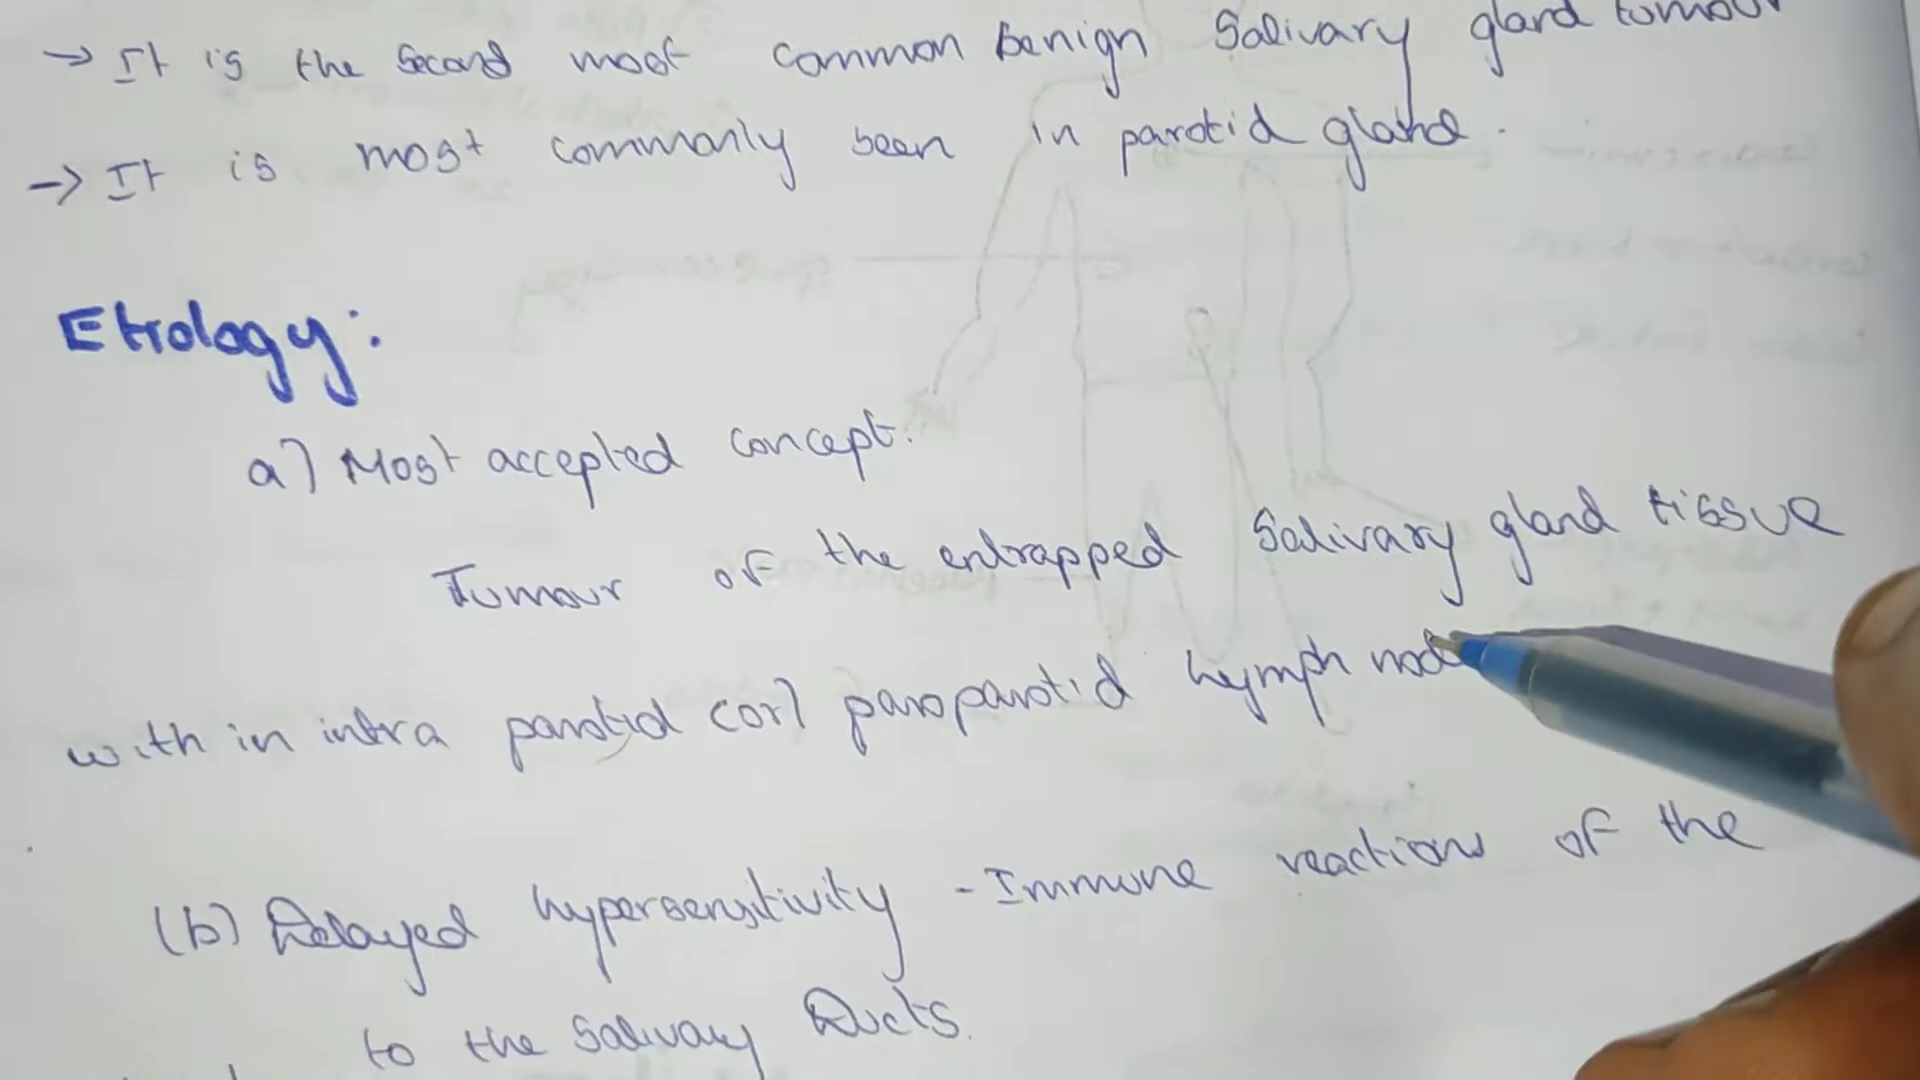 → It is the second most common Benign Salivary gland tumour
→ It is most commonly seen in parotid gland.
Etiology:
a) Most accepted concept.
Tumour of the entrapped Salivary gland tissue
with in intra parotid (or) paraparotid lymph node
(b) Delayed hypersensitivity - Immune reactions of the
to the Salivary Ducts.